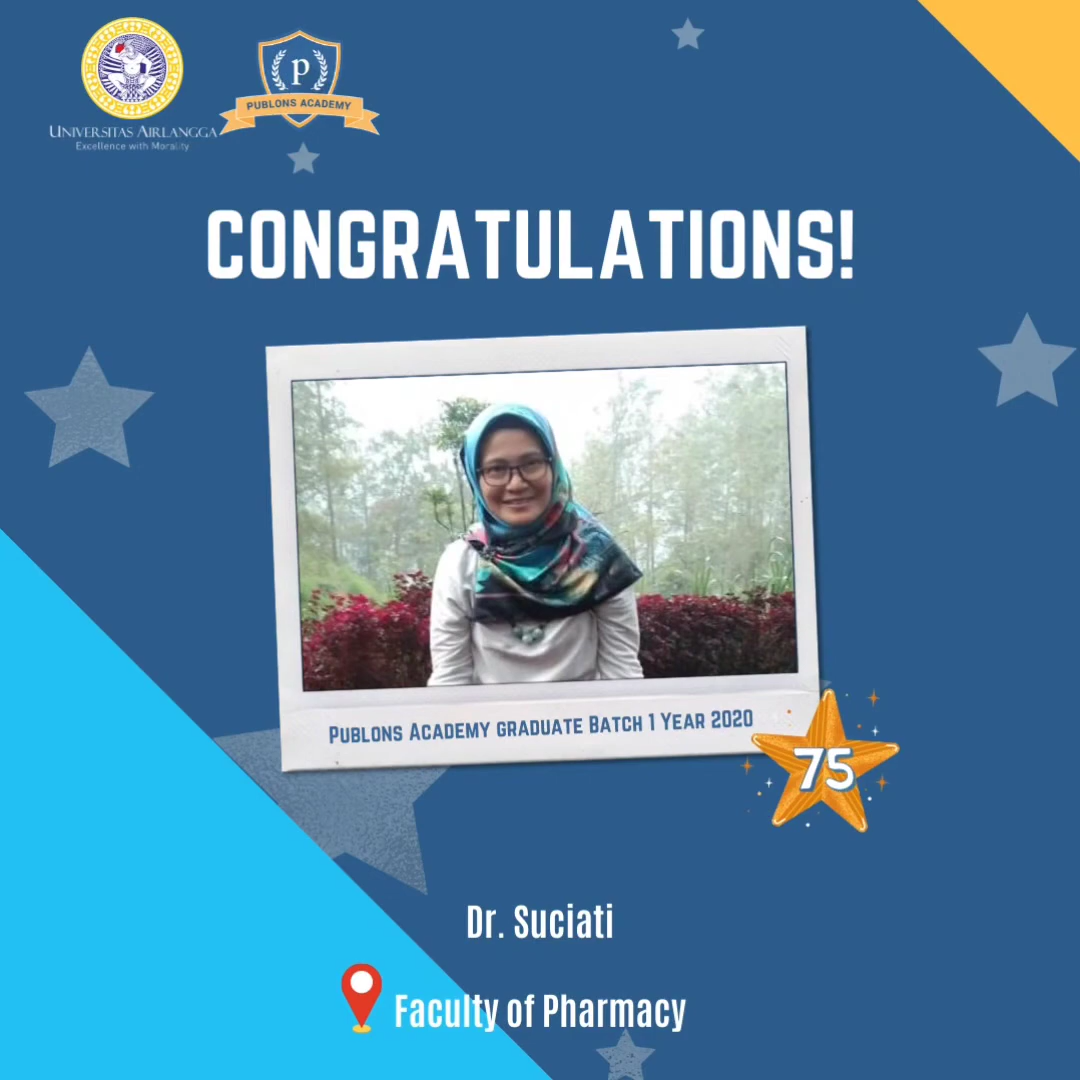 UNIVERSITAS AIRLANGGA
Excellence with Morality
p
PUBLONS ACADEMY
CONGRATULATIONS!
PUBLONS ACADEMY GRADUATE BATCH 1 YEAR 2020
75
Dr. Suciati
Faculty of Pharmacy